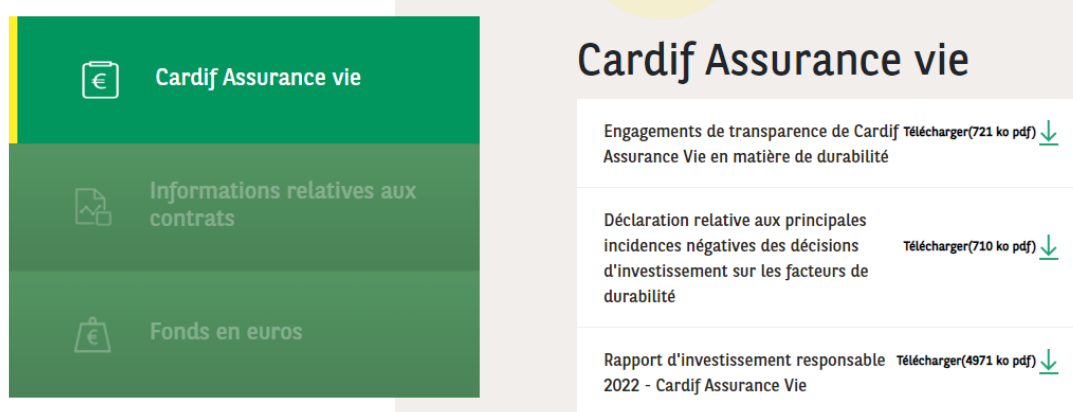 Cardif Assurance vie
Informations relatives aux
contrats
Fonds en euros
Cardif Assurance vie
Engagements de transparence de Cardif Télécharger(721 ko pdf)
Assurance Vie en matière de durabilité
Déclaration relative aux principales
incidences négatives des décisions Télécharger(710 ko pdf)
d'investissement sur les facteurs de
durabilité
Rapport d'investissement responsable Télécharger(4971 ko pdf)
2022 - Cardif Assurance Vie